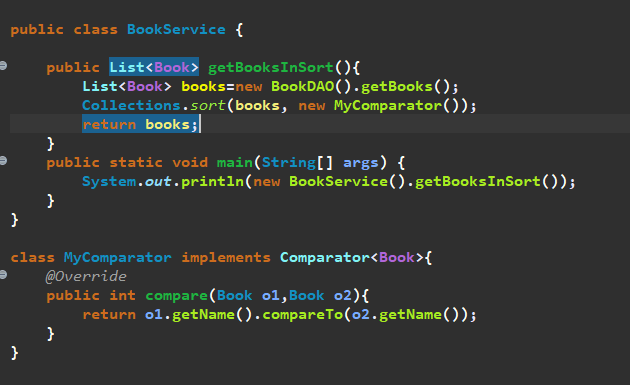 public class BookService {
public List<Book> getBooksInSort(){
List<Book> books=new BookDAO().getBooks();
Collections.sort(books, new MyComparator());
return books;
}
public static void main(String[] args) {
System.out.println(new BookService().getBooksInSort());
}
}
class MyComparator implements Comparator<Book>{
@Override
public int compare(Book o1,Book o2){
return o1.getName().compareTo(o2.getName());
}
}